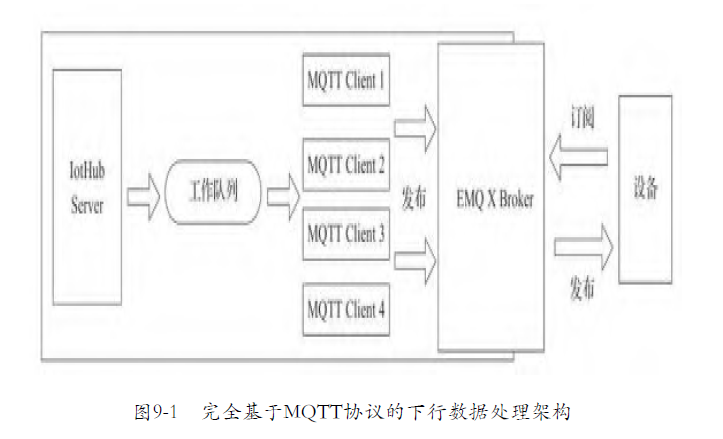 IotHub
Server
工作队列
MQTT Client 1
MQTT Client 2
MQTT Client 3
MQTT Client 4
发布
EMQ X Broker
订阅
发布
设备
图9-1 完全基于MQTT协议的下行数据处理架构